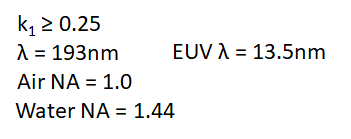 k₁ ≥ 0.25
λ = 193nm EUV λ = 13.5nm
Air NA = 1.0
Water NA = 1.44